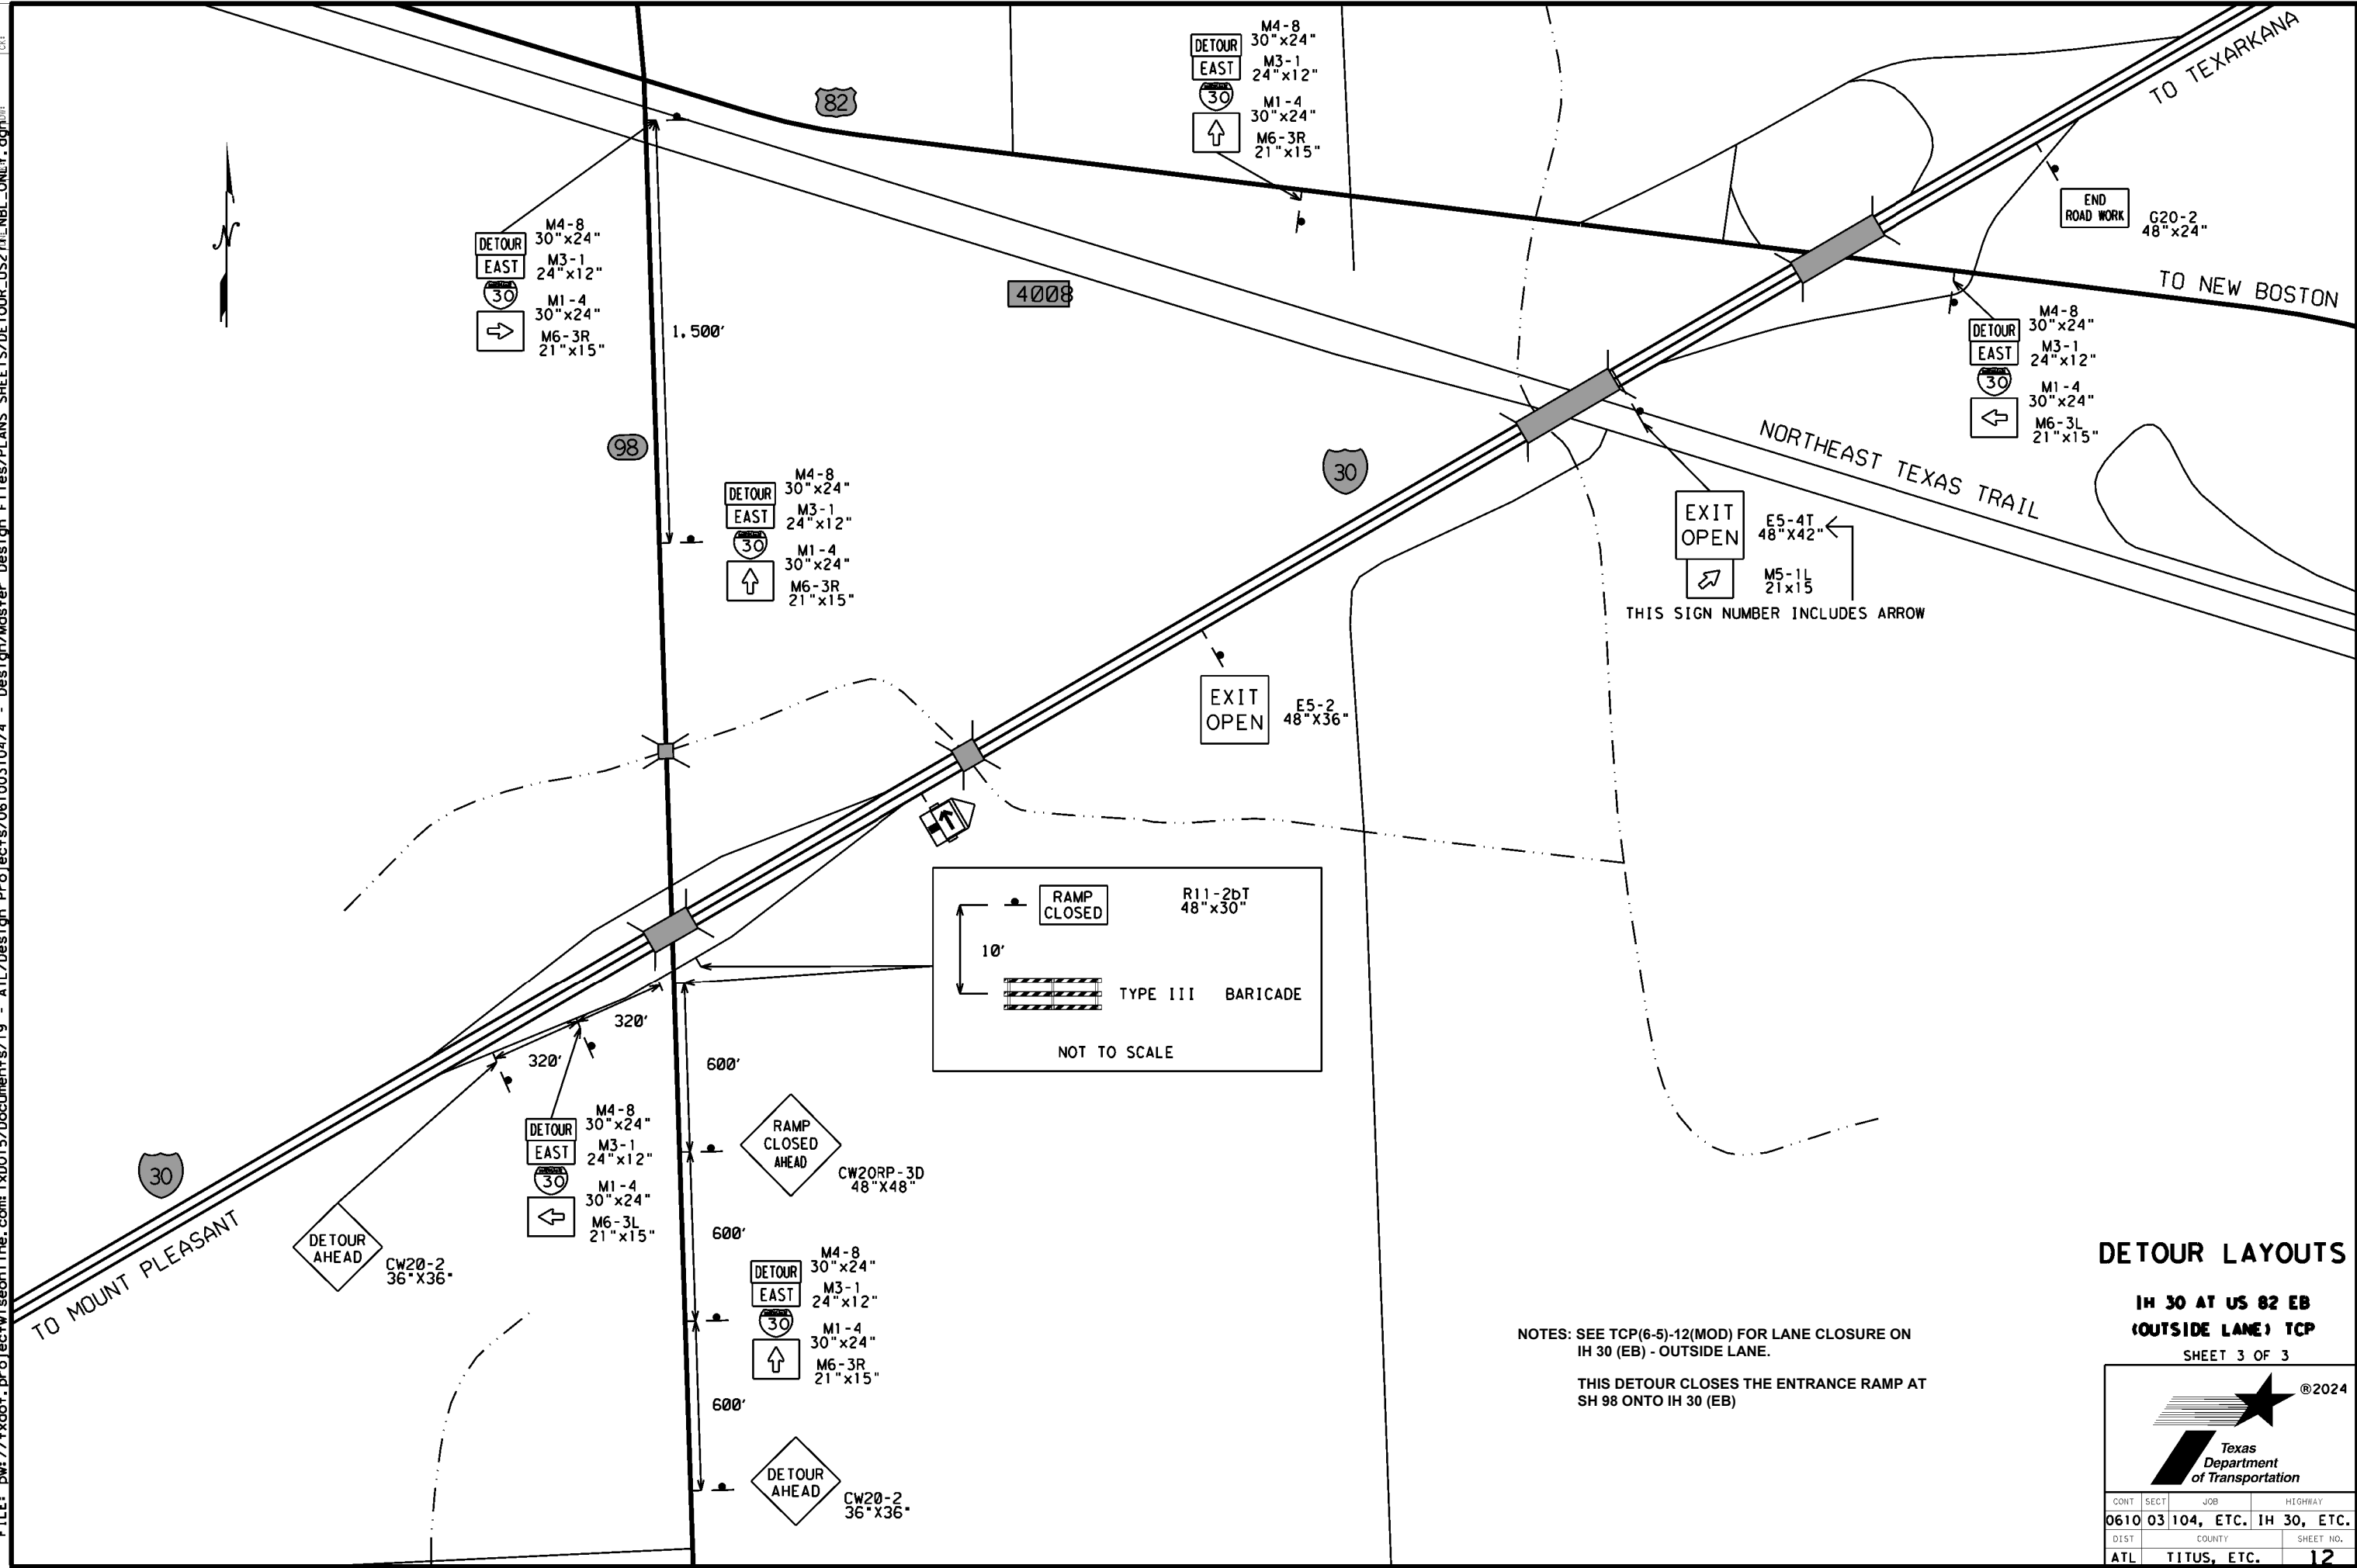 M4-8
DETOUR 30"x24"
EAST M3-1
24"x12"
30 M1-4
30"x24"
M6-3R
21"x15"
82
TO TEXARKANA
END
ROAD WORK
G20-2
48"x24"
TO NEW BOSTON
M4-8
DETOUR 30"x24"
EAST M3-1
24"x12"
30 M1-4
30"x24"
M6-3R
21"x15"
N
1,500'
4008
M4-8
DETOUR 30"x24"
EAST M3-1
24"x12"
30 M1-4
30"x24"
M6-3L
21"x15"
98
30
NORTHEAST TEXAS TRAIL
M4-8
DETOUR 30"x24"
EAST M3-1
24"x12"
30 M1-4
30"x24"
M6-3R
21"x15"
EXIT
OPEN
E5-4T
48"X42"
M5-1L
21x15
THIS SIGN NUMBER INCLUDES ARROW
EXIT
OPEN
E5-2
48"X36"
RAMP
CLOSED
R11-2bT
48"x30"
10'
TYPE III BARICADE
NOT TO SCALE
320'
320'
600'
M4-8
DETOUR 30"x24"
EAST M3-1
24"x12"
30 M1-4
30"x24"
M6-3L
21"x15"
RAMP
CLOSED
AHEAD
CW20RP-3D
48"X48"
30
TO MOUNT PLEASANT
DETOUR
AHEAD
CW20-2
36"X36"
600'
M4-8
DETOUR 30"x24"
EAST M3-1
24"x12"
30 M1-4
30"x24"
M6-3R
21"x15"
600'
DETOUR
AHEAD
CW20-2
36"X36"
NOTES: SEE TCP(6-5)-12(MOD) FOR LANE CLOSURE ON
IH 30 (EB) - OUTSIDE LANE.
THIS DETOUR CLOSES THE ENTRANCE RAMP AT
SH 98 ONTO IH 30 (EB)
DETOUR LAYOUTS
IH 30 AT US 82 EB
(OUTSIDE LANE) TCP
SHEET 3 OF 3
®2024
Texas
Department
of Transportation
CONT SECT JOB HIGHWAY
0610 03 104, ETC. IH 30, ETC.
DIST COUNTY SHEET NO.
ATL TITUS, ETC. 12